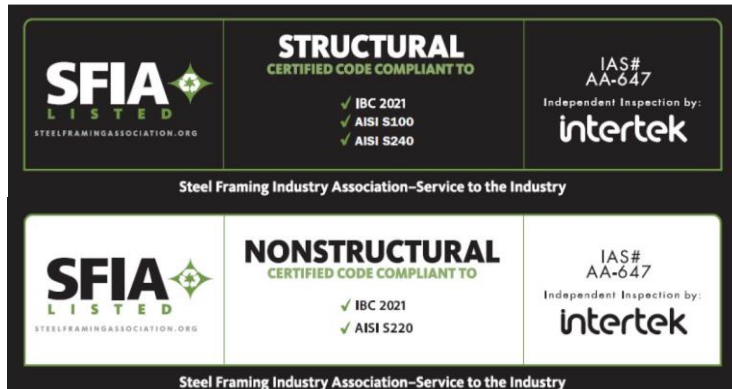 SFIA
LISTED
STEELFRAMINGASSOCIATION.ORG
STRUCTURAL
CERTIFIED CODE COMPLIANT TO
✓ IBC 2021
✓ AISI S100
✓ AISI S240
IAS#
AA-647
Independent Inspection by:
intertek
Steel Framing Industry Association–Service to the Industry
SFIA
LISTED
STEELFRAMINGASSOCIATION.ORG
NONSTRUCTURAL
CERTIFIED CODE COMPLIANT TO
✓ IBC 2021
✓ AISI S220
IAS#
AA-647
Independent Inspection by:
intertek
Steel Framing Industry Association–Service to the Industry